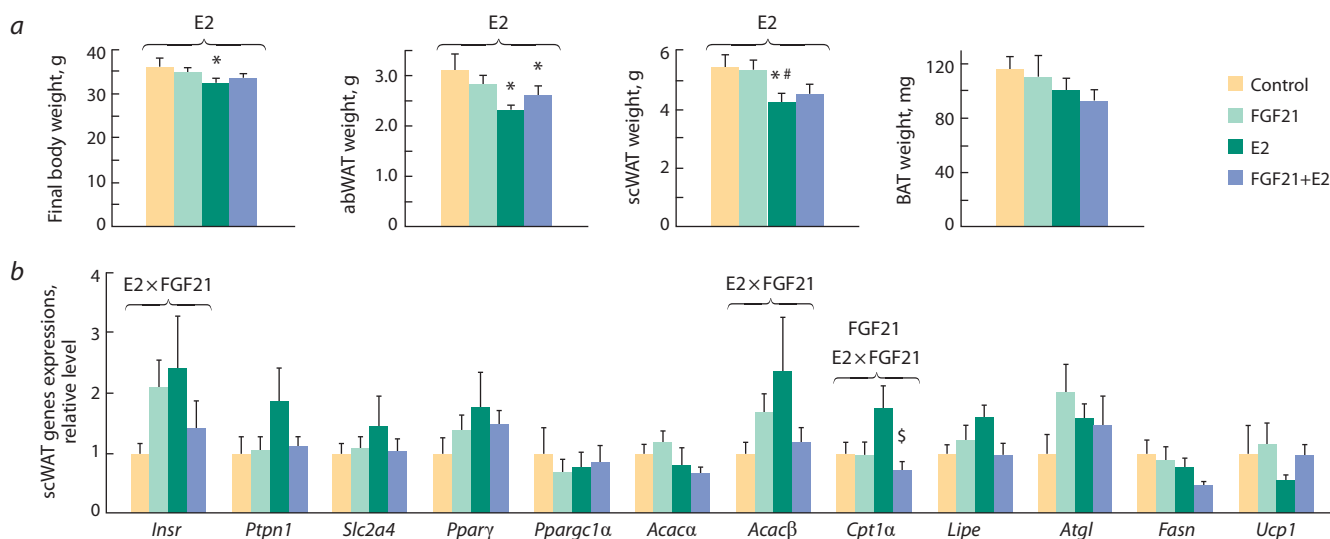 a
E2
Final body weight, g
40
30
20
10
0
*
E2
abWAT weight, g
3.0
2.0
1.0
0
*
*
E2
scWAT weight, g
6
4
2
0
* #
BAT weight, mg
120
80
40
0
Control
FGF21
E2
FGF21+E2
b
scWAT genes expressions,
relative level
4
3
2
1
0
E2×FGF21
E2×FGF21
FGF21
E2×FGF21
$
Insr Ptpn1 Slc2a4 Pparγ Ppargc1α Acacα Acacβ Cpt1α Lipe Atgl Fasn Ucp1